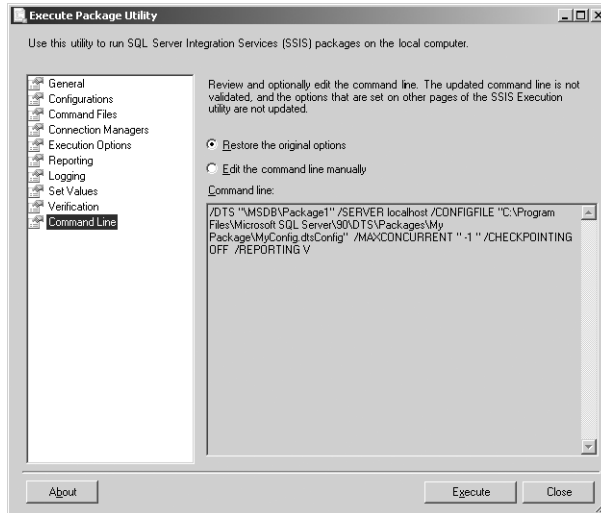 Execute Package Utility
Use this utility to run SQL Server Integration Services (SSIS) packages on the local computer.
General
Configurations
Command Files
Connection Managers
Execution Options
Reporting
Logging
Set Values
Verification
Command Line
Review and optionally edit the command line. The updated command line is not
validated, and the options that are set on other pages of the SSIS Execution
utility are not updated.
Restore the original options
Edit the command line manually
Command line:
/DTS "\MSDB\Package1" /SERVER localhost /CONFIGFILE "C:\Program
Files\Microsoft SQL Server\90\DTS\Packages\My
Package\MyConfig.dtsConfig" /MAXCONCURRENT " -1 " /CHECKPOINTING
OFF /REPORTING V
About
Execute
Close